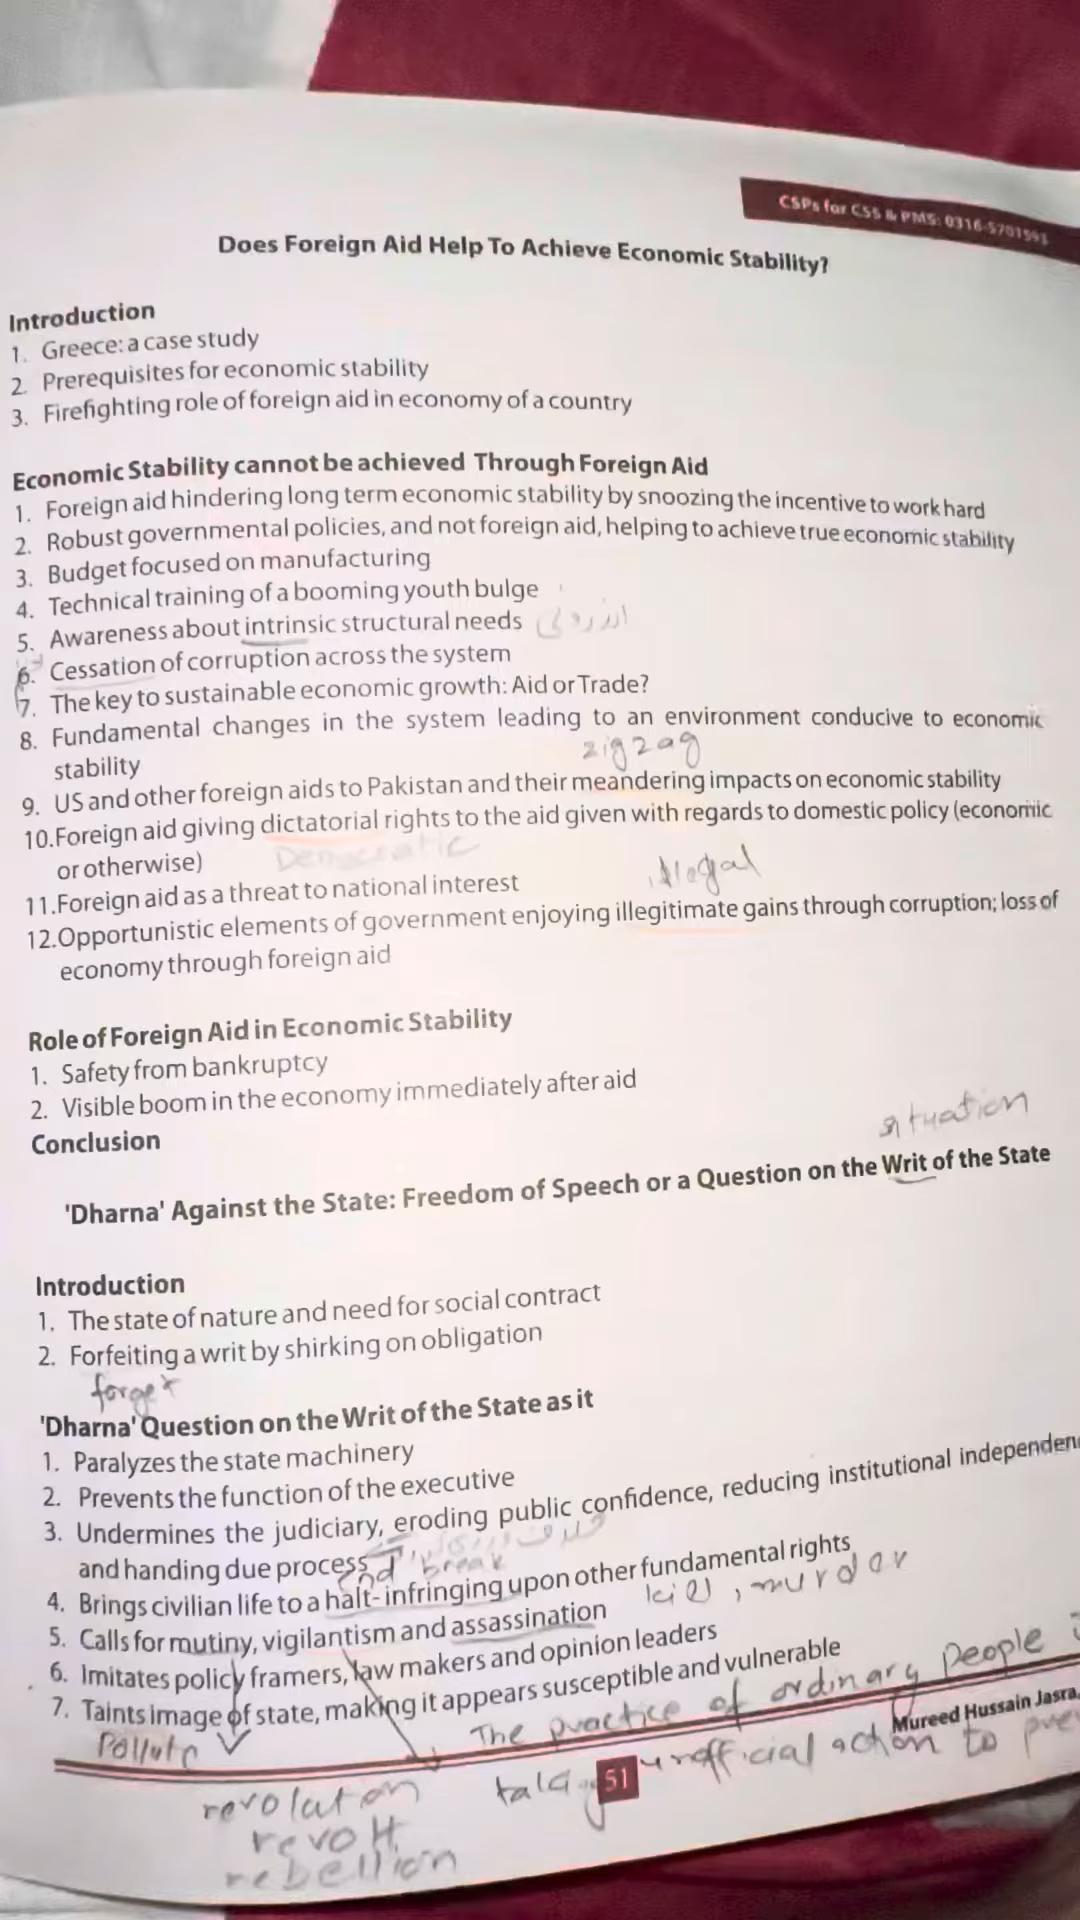 CSPs for CSS & PMS: 0316-5701593
Does Foreign Aid Help To Achieve Economic Stability?
Introduction
1. Greece: a case study
2. Prerequisites for economic stability
3. Firefighting role of foreign aid in economy of a country
Economic Stability cannot be achieved Through Foreign Aid
1. Foreign aid hindering long term economic stability by snoozing the incentive to work hard
2. Robust governmental policies, and not foreign aid, helping to achieve true economic stability
3. Budget focused on manufacturing
4. Technical training of a booming youth bulge
5. Awareness about intrinsic structural needs اندرونی
6. Cessation of corruption across the system
7. The key to sustainable economic growth: Aid or Trade?
8. Fundamental changes in the system leading to an environment conducive to economic
stability
zigzag
9. US and other foreign aids to Pakistan and their meandering impacts on economic stability
10. Foreign aid giving dictatorial rights to the aid given with regards to domestic policy (economic
or otherwise)
Democratic
illegal
11. Foreign aid as a threat to national interest
12. Opportunistic elements of government enjoying illegitimate gains through corruption; loss of
economy through foreign aid
Role of Foreign Aid in Economic Stability
1. Safety from bankruptcy
2. Visible boom in the economy immediately after aid
Conclusion
situation
'Dharna' Against the State: Freedom of Speech or a Question on the Writ of the State
Introduction
1. The state of nature and need for social contract
2. Forfeiting a writ by shirking on obligation
forget
'Dharna' Question on the Writ of the State as it
1. Paralyzes the state machinery
2. Prevents the function of the executive
3. Undermines the judiciary, eroding public confidence, reducing institutional independen
and handing due process
end break
4. Brings civilian life to a halt- infringing upon other fundamental rights
kill, murder
5. Calls for mutiny, vigilantism and assassination
6. Imitates policy framers, law makers and opinion leaders
7. Taints image of state, making it appears susceptible and vulnerable
Pollute
The practice of ordinary people
Mureed Hussain Jasra
taking unofficial action to pre
51
revolution
revolt
rebellion